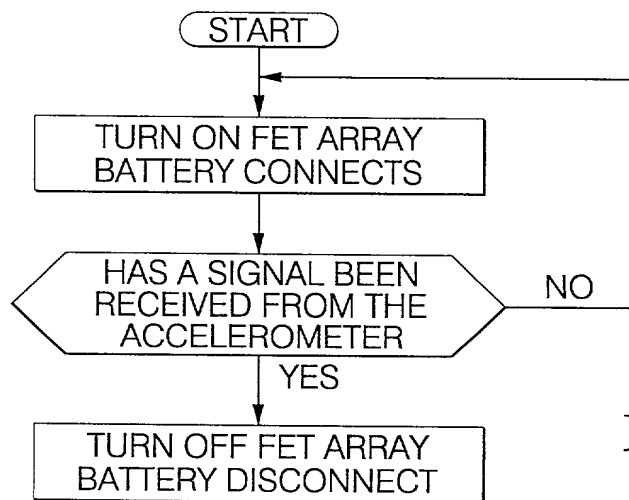 START
TURN ON FET ARRAY
BATTERY CONNECTS
HAS A SIGNAL BEEN
RECEIVED FROM THE
ACCELEROMETER
NO
YES
TURN OFF FET ARRAY
BATTERY DISCONNECT